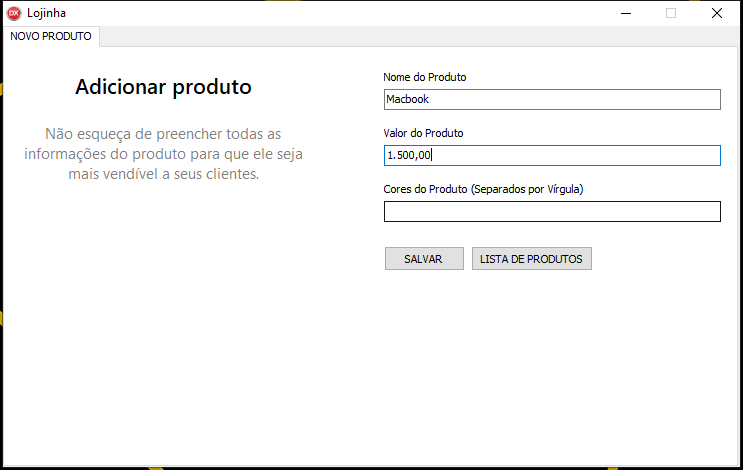 DX Lojinha
NOVO PRODUTO
Adicionar produto
Não esqueça de preencher todas as
informações do produto para que ele seja
mais vendível a seus clientes.
Nome do Produto
Macbook
Valor do Produto
1.500,00
Cores do Produto (Separados por Vírgula)
SALVAR LISTA DE PRODUTOS